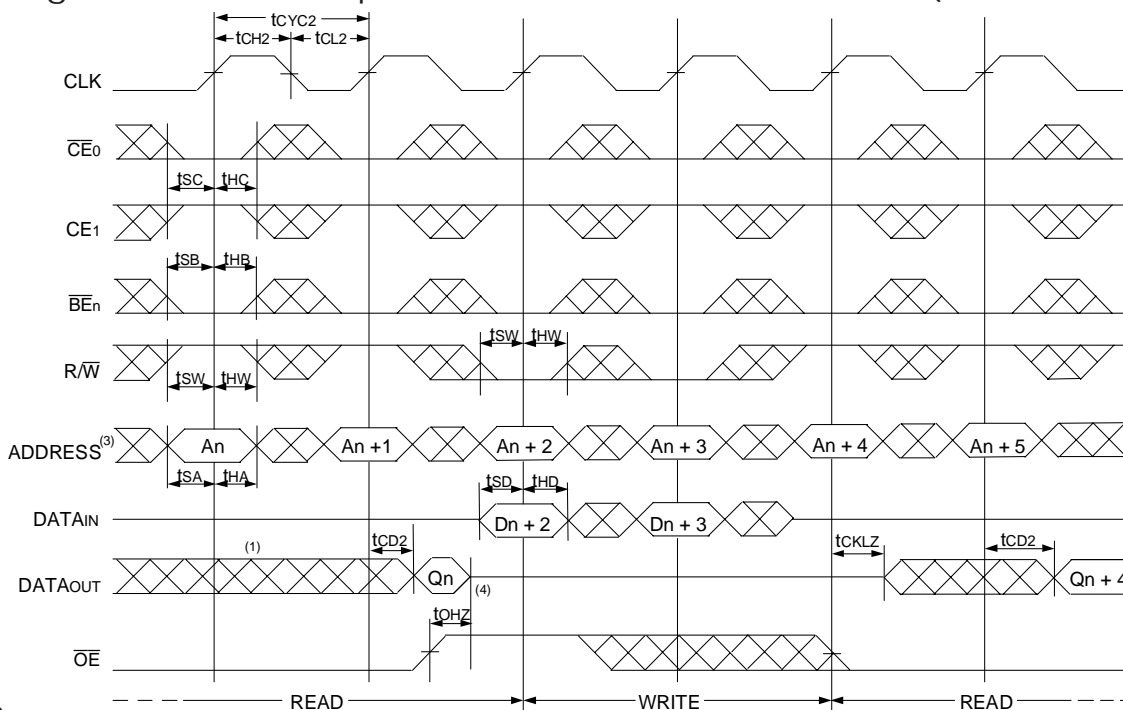 tCYC2
tCH2 tCL2
CLK
CE0
tSC tHC
CE1
tSB tHB
BEn
tSW tHW
R/W
tSW tHW
ADDRESS(3) An An +1 An + 2 An + 3 An + 4 An + 5
tSA tHA tSD tHD
DATAIN Dn + 2 Dn + 3
(1) tCD2 tCKLZ tCD2
DATAOUT Qn Qn + 4
(4)
tOHZ
OE
READ WRITE READ